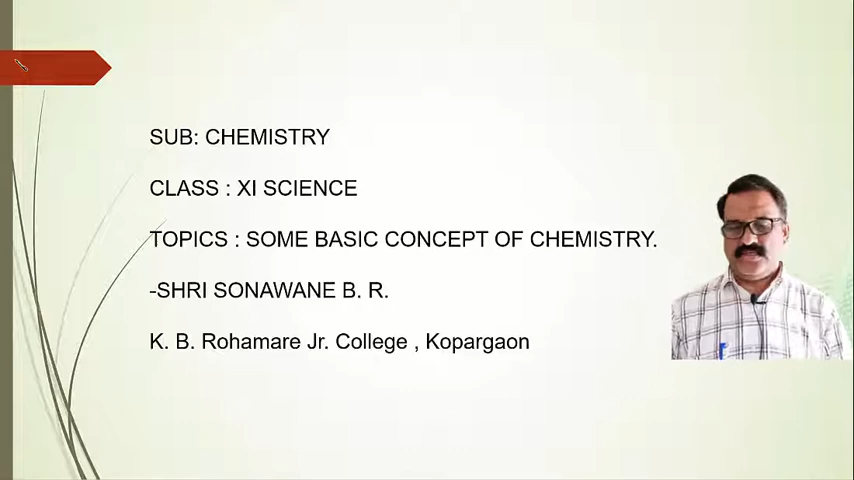 SUB: CHEMISTRY
CLASS : XI SCIENCE
TOPICS : SOME BASIC CONCEPT OF CHEMISTRY.
-SHRI SONAWANE B. R.
K. B. Rohamare Jr. College , Kopargaon